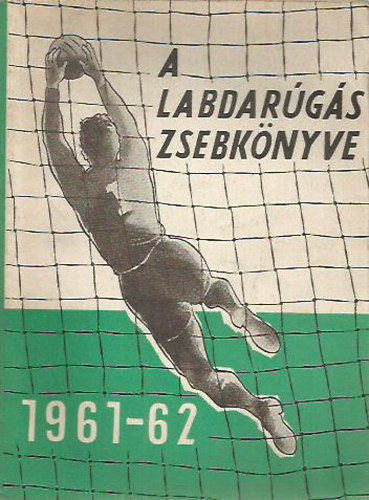 A
LABDARÚGÁS
ZSEBKÖNYVE
1961-62